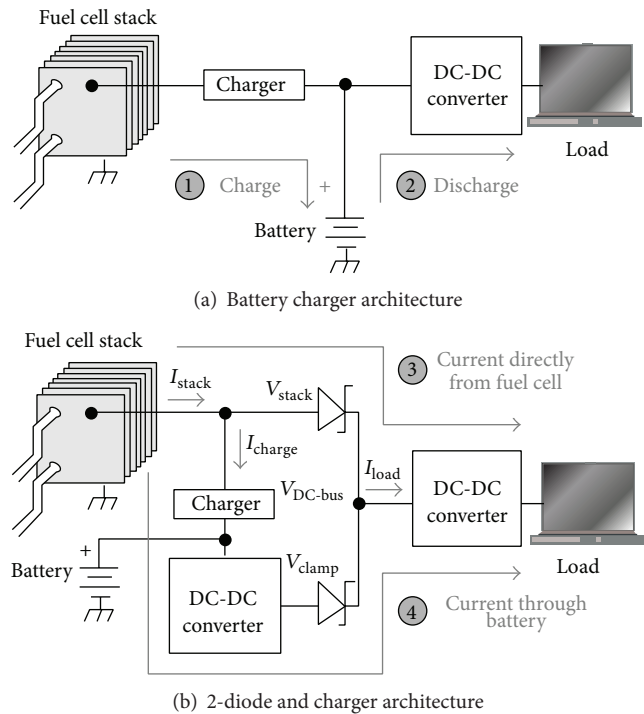 Fuel cell stack
Charger
DC-DC
converter
Load
1 Charge
+
2 Discharge
Battery
(a) Battery charger architecture
Fuel cell stack
3 Current directly
from fuel cell
I_stack
V_stack
I_charge
I_load
V_DC-bus
Charger
DC-DC
converter
+
Battery
V_clamp
DC-DC
converter
Load
4 Current through
battery
(b) 2-diode and charger architecture